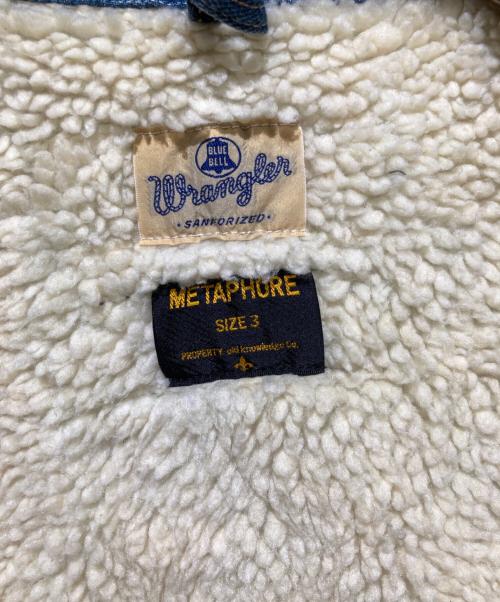 BLUE
BELL
Wrangler
• SANFORIZED •
METAPHORE
SIZE 3
PROPERTY old knowledge Co.